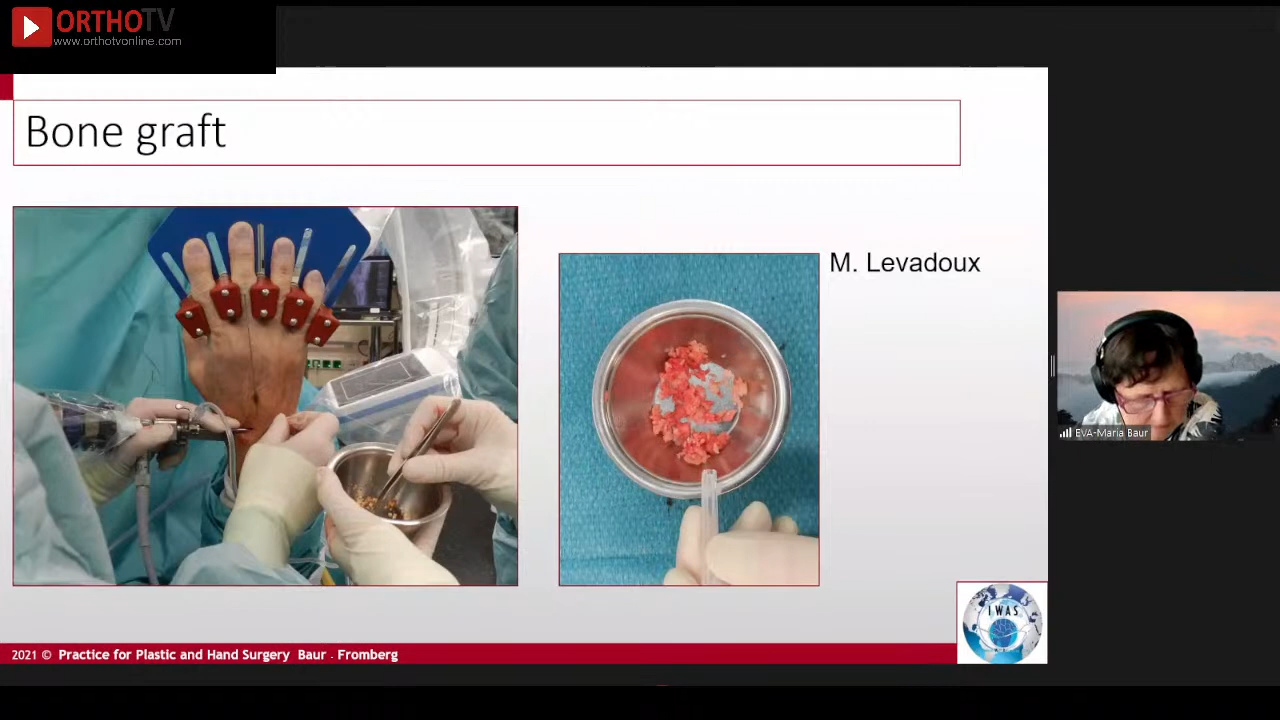 ORTHOTV
www.orthotvonline.com
Bone graft
M. Levadoux
EVA-Maria Baur
IWAS
2021 © Practice for Plastic and Hand Surgery Baur - Fromberg